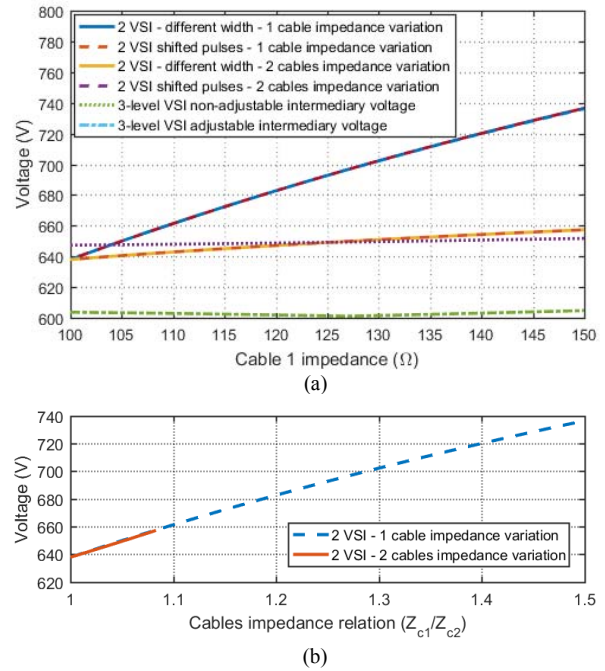 800
780
760
740
720
700
680
660
640
620
600
Voltage (V)
2 VSI - different width - 1 cable impedance variation
2 VSI shifted pulses - 1 cable impedance variation
2 VSI - different width - 2 cables impedance variation
2 VSI shifted pulses - 2 cables impedance variation
3-level VSI non-adjustable intermediary voltage
3-level VSI adjustable intermediary voltage
100 105 110 115 120 125 130 135 140 145 150
Cable 1 impedance (Ω)
(a)
740
720
700
680
660
640
620
Voltage (V)
2 VSI - 1 cable impedance variation
2 VSI - 2 cables impedance variation
1 1.1 1.2 1.3 1.4 1.5
Cables impedance relation (Z_c1/Z_c2)
(b)